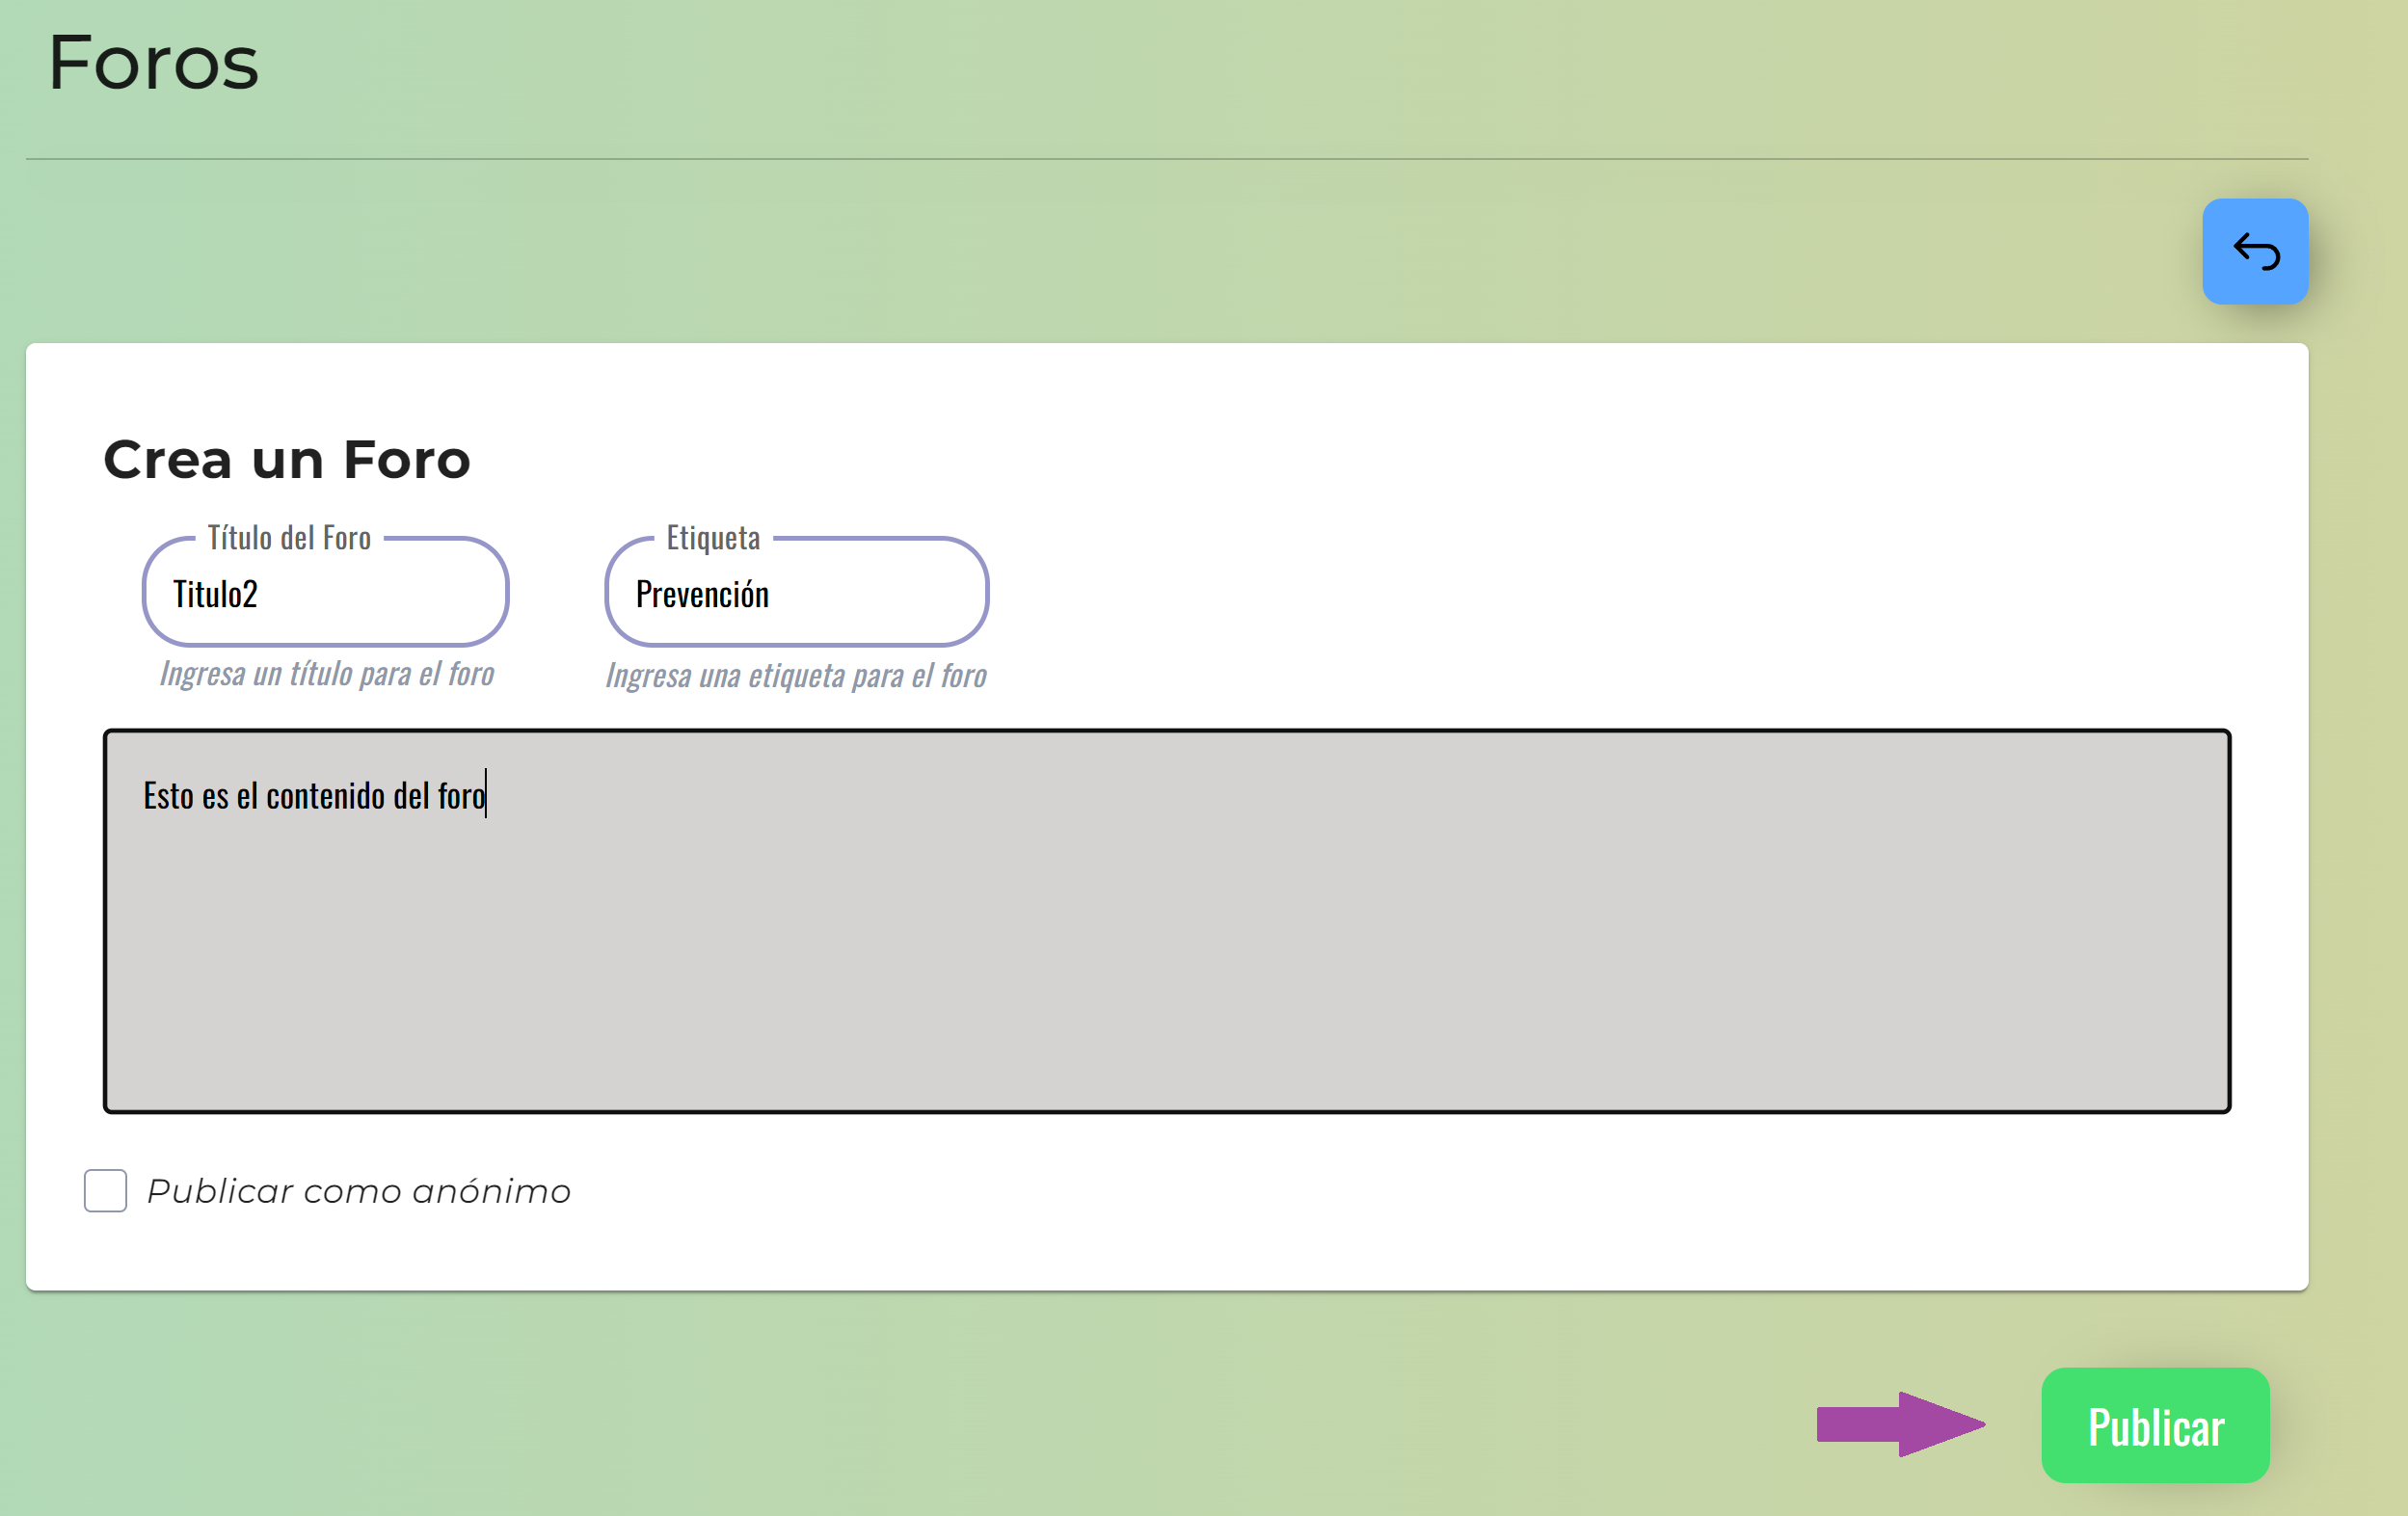 Foros
Crea un Foro
Título del Foro
Titulo2
Ingresa un título para el foro
Etiqueta
Prevención
Ingresa una etiqueta para el foro
Esto es el contenido del foro
Publicar como anónimo
Publicar